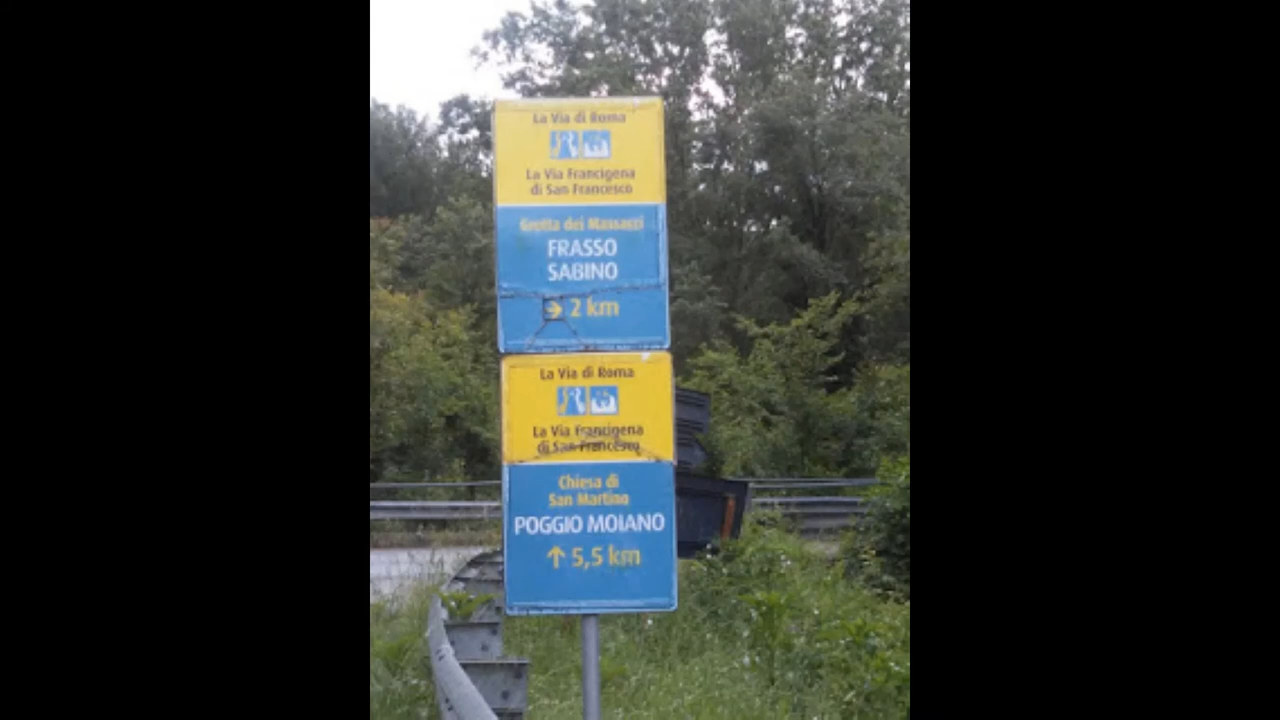 La Via di Roma
La Via Francigena
di San Francesco
Grotta dei Massacci
FRASSO
SABINO
→ 2 km
La Via di Roma
La Via Francigena
di San Francesco
Chiesa di
San Martino
POGGIO MOIANO
↑ 5,5 km